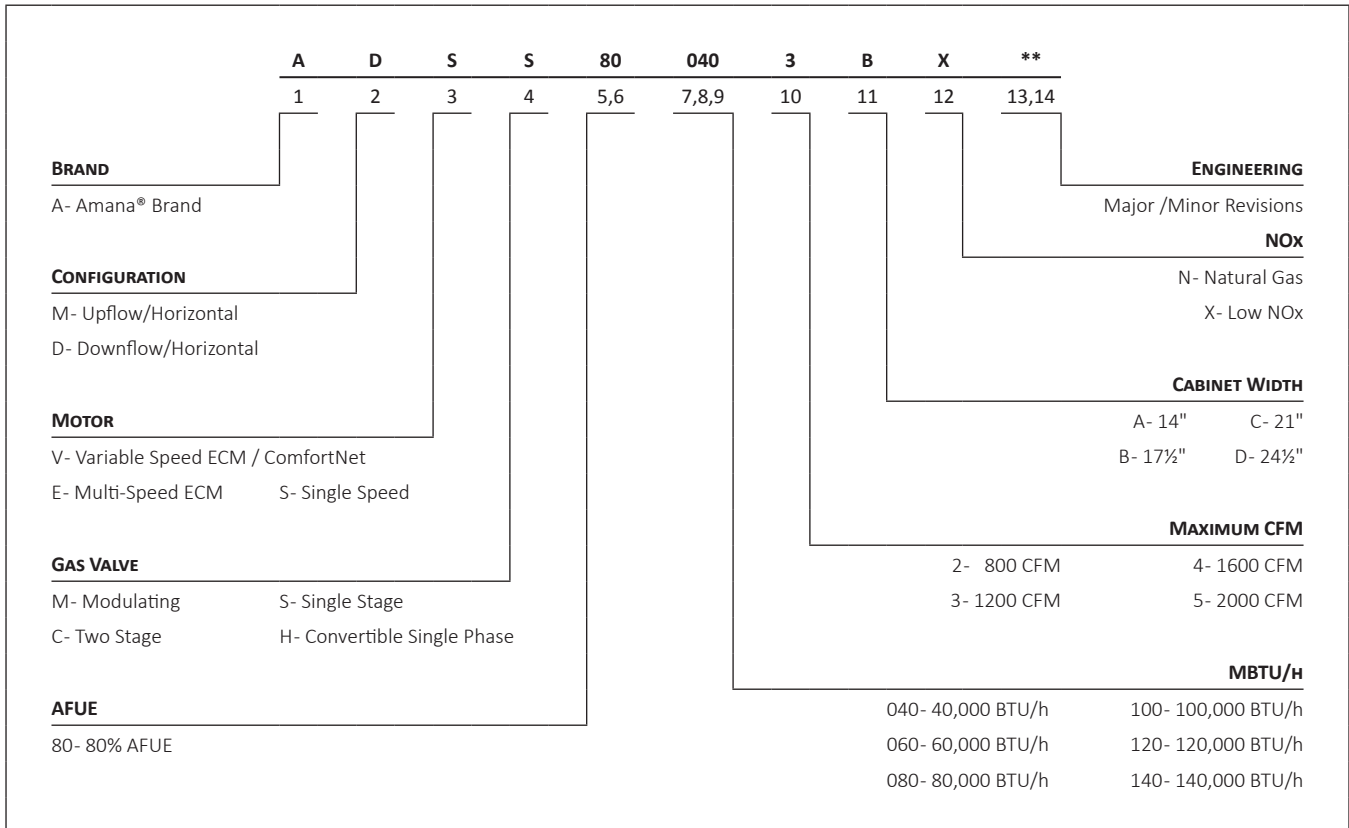 A D S S 80 040 3 B X **
1 2 3 4 5,6 7,8,9 10 11 12 13,14
BRAND
A- Amana® Brand
CONFIGURATION
M- Upflow/Horizontal
D- Downflow/Horizontal
MOTOR
V- Variable Speed ECM / ComfortNet
E- Multi-Speed ECM S- Single Speed
GAS VALVE
M- Modulating S- Single Stage
C- Two Stage H- Convertible Single Phase
AFUE
80- 80% AFUE
ENGINEERING
Major /Minor Revisions
NOx
N- Natural Gas
X- Low NOx
CABINET WIDTH
A- 14" C- 21"
B- 17½" D- 24½"
MAXIMUM CFM
2- 800 CFM 4- 1600 CFM
3- 1200 CFM 5- 2000 CFM
MBTU/H
040- 40,000 BTU/h 100- 100,000 BTU/h
060- 60,000 BTU/h 120- 120,000 BTU/h
080- 80,000 BTU/h 140- 140,000 BTU/h